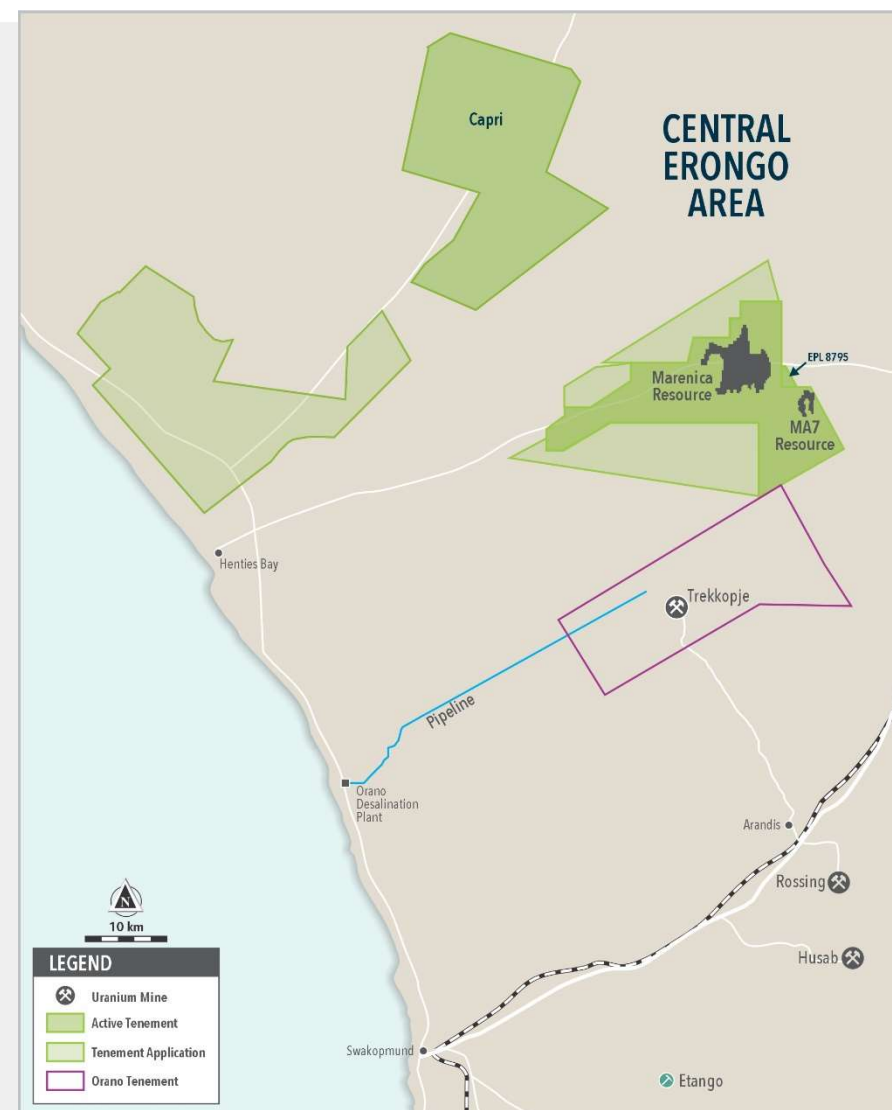 Capri
CENTRAL
ERONGO
AREA
EPL 8795
Marenica
Resource
MA7
Resource
Henties Bay
Trekkopje
Pipeline
Orano
Desalination
Plant
Arandis
Rossing
Husab
N
10 km
LEGEND
Uranium Mine
Active Tenement
Tenement Application
Orano Tenement
Swakopmund
Etango